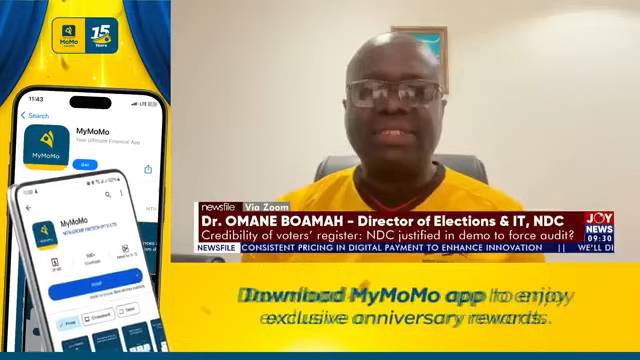 MoMo
15
YEARS
11:43
LTE
Search
MyMoMo
Your Ultimate Financial App
Get
MyMoMo
MyMoMo
newsfile Via Zoom
Dr. OMANE BOAMAH - Director of Elections & IT, NDC
Credibility of voters' register: NDC justified in demo to force audit?
JOY
NEWS
09:30
NEWSFILE CONSISTENT PRICING IN DIGITAL PAYMENT TO ENHANCE INNOVATION || WE'LL DI
Download MyMoMo app to enjoy
exclusive anniversary rewards.